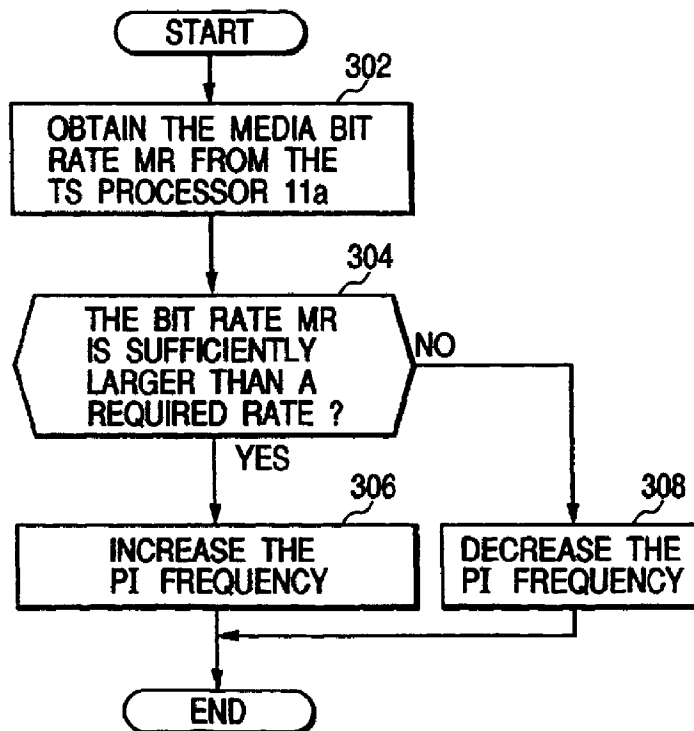 START
302
OBTAIN THE MEDIA BIT
RATE MR FROM THE
TS PROCESSOR 11a
304
THE BIT RATE MR
IS SUFFICIENTLY
LARGER THAN A
REQUIRED RATE ?
NO
YES
306
INCREASE THE
PI FREQUENCY
308
DECREASE THE
PI FREQUENCY
END